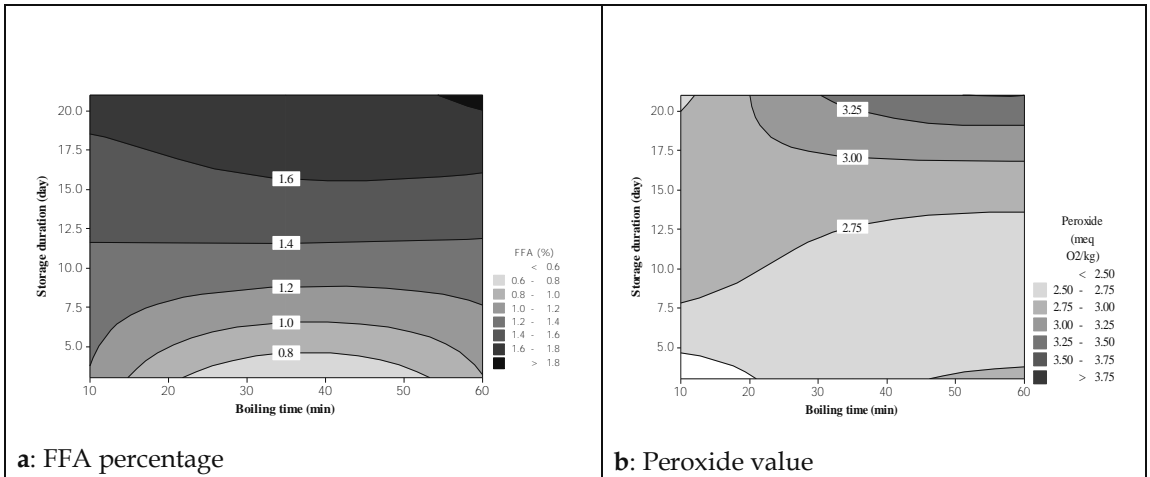 20.0
17.5
15.0
12.5
10.0
7.5
5.0
Storage duration (day)
1.6
1.4
1.2
1.0
0.8
10 20 30 40 50 60
Boiling time (min)
FFA (%)
< 0.6
0.6 - 0.8
0.8 - 1.0
1.0 - 1.2
1.2 - 1.4
1.4 - 1.6
1.6 - 1.8
> 1.8
a: FFA percentage
20.0
17.5
15.0
12.5
10.0
7.5
5.0
Storage duration (day)
3.25
3.00
2.75
10 20 30 40 50 60
Boiling time (min)
Peroxide
(meq
O2/kg)
< 2.50
2.50 - 2.75
2.75 - 3.00
3.00 - 3.25
3.25 - 3.50
3.50 - 3.75
> 3.75
b: Peroxide value